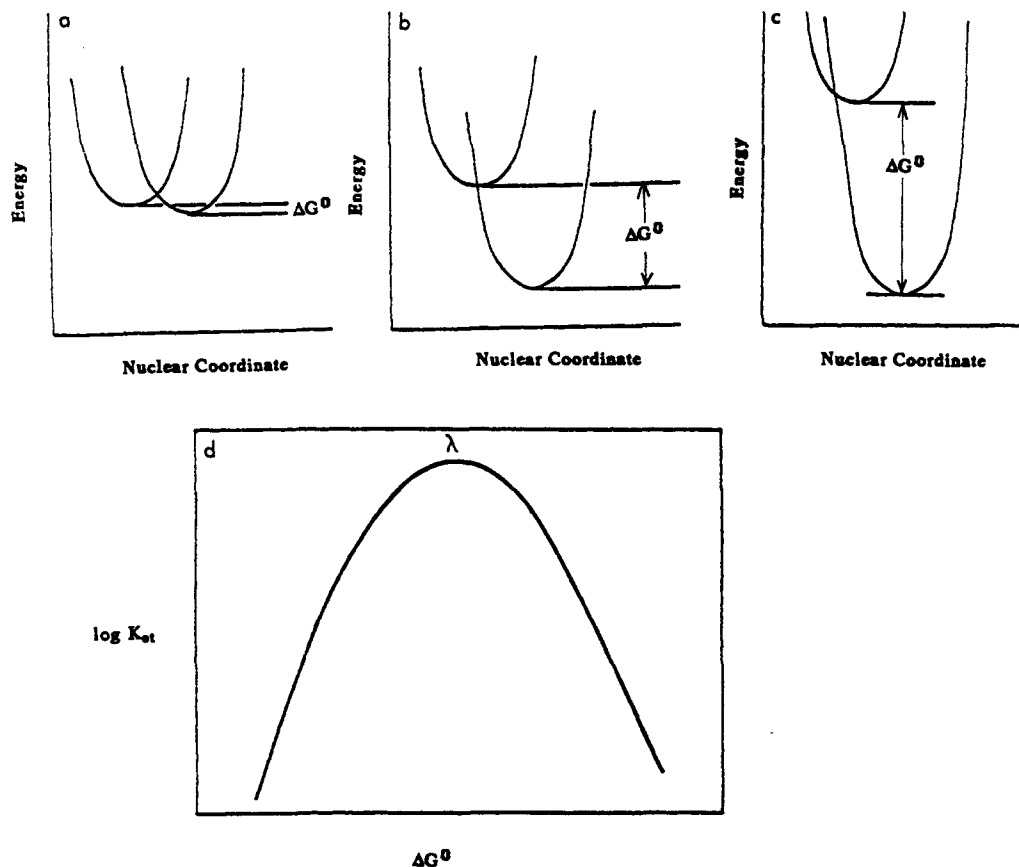 a
Energy
ΔG⁰
Nuclear Coordinate
b
Energy
ΔG⁰
Nuclear Coordinate
c
Energy
ΔG⁰
Nuclear Coordinate
d
λ
log Kₑₜ
ΔG⁰